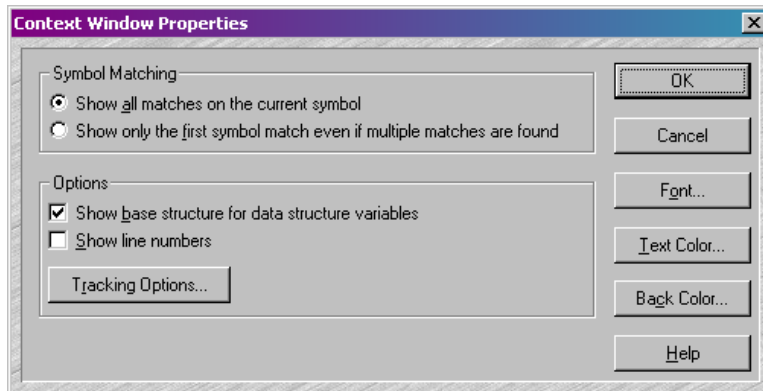 Context Window Properties
Symbol Matching
Show all matches on the current symbol
Show only the first symbol match even if multiple matches are found
Options
Show base structure for data structure variables
Show line numbers
Tracking Options...
OK
Cancel
Font...
Text Color...
Back Color...
Help